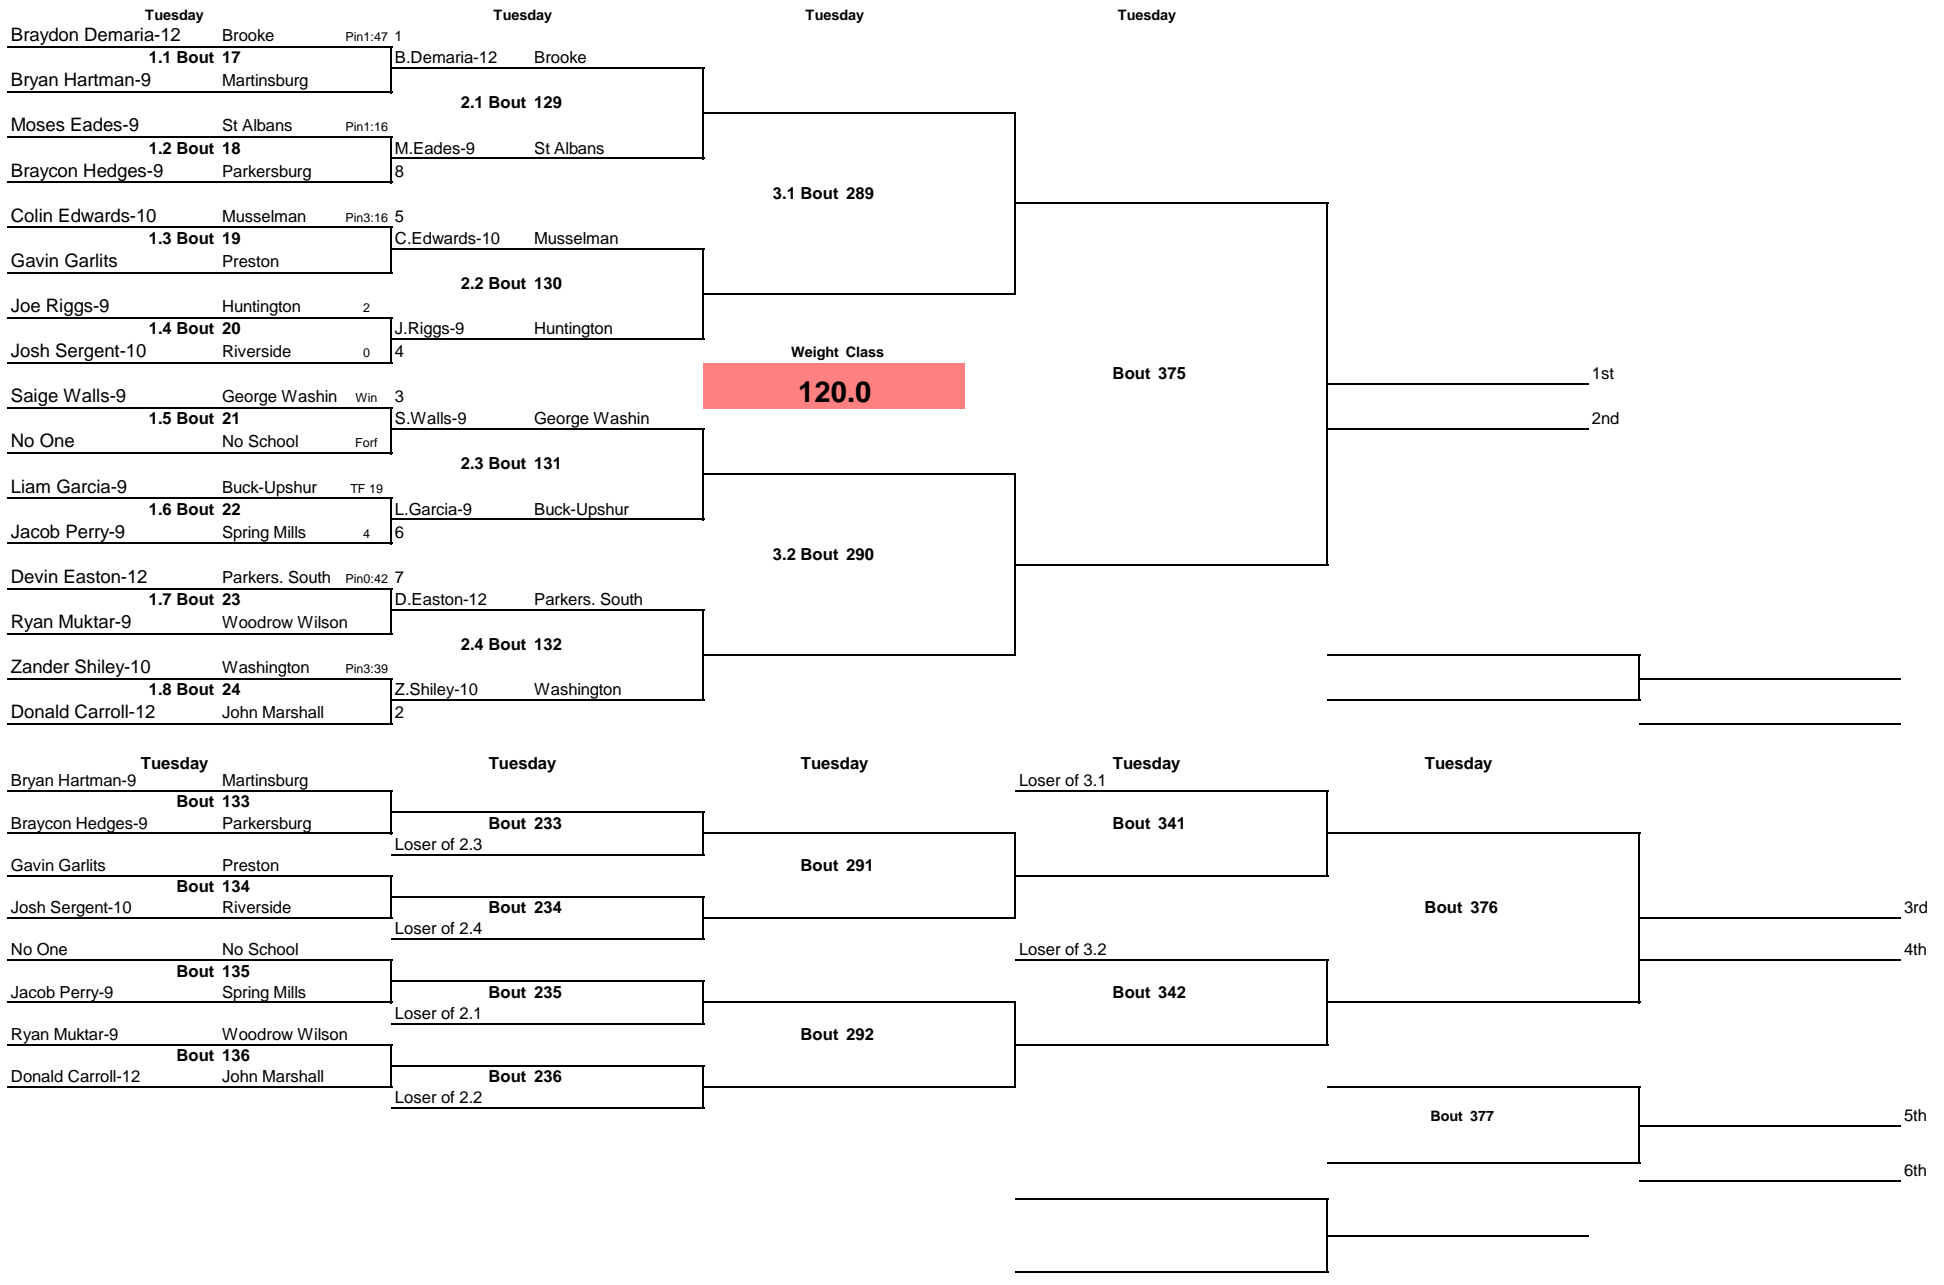 Tuesday Tuesday Tuesday Tuesday
Braydon Demaria-12 Brooke Pin1:47 1
1.1 Bout 17 B.Demaria-12 Brooke
Bryan Hartman-9 Martinsburg
2.1 Bout 129
Moses Eades-9 St Albans Pin1:16
1.2 Bout 18 M.Eades-9 St Albans
Braycon Hedges-9 Parkersburg 8
3.1 Bout 289
Colin Edwards-10 Musselman Pin3:16 5
1.3 Bout 19 C.Edwards-10 Musselman
Gavin Garlits Preston
2.2 Bout 130
Joe Riggs-9 Huntington 2
1.4 Bout 20 J.Riggs-9 Huntington
Josh Sergent-10 Riverside 0 4 Weight Class
Bout 375 1st
Saige Walls-9 George Washin Win 3 120.0
1.5 Bout 21 S.Walls-9 George Washin 2nd
No One No School Forf
2.3 Bout 131
Liam Garcia-9 Buck-Upshur TF 19
1.6 Bout 22 L.Garcia-9 Buck-Upshur
Jacob Perry-9 Spring Mills 4 6
3.2 Bout 290
Devin Easton-12 Parkers. South Pin0:42 7
1.7 Bout 23 D.Easton-12 Parkers. South
Ryan Muktar-9 Woodrow Wilson
2.4 Bout 132
Zander Shiley-10 Washington Pin3:39
1.8 Bout 24 Z.Shiley-10 Washington
Donald Carroll-12 John Marshall 2
Tuesday Tuesday Tuesday Tuesday Tuesday
Bryan Hartman-9 Martinsburg Loser of 3.1
Bout 133
Braycon Hedges-9 Parkersburg Bout 233 Bout 341
Loser of 2.3
Gavin Garlits Preston Bout 291
Bout 134
Josh Sergent-10 Riverside Bout 234 Bout 376 3rd
Loser of 2.4
No One No School Loser of 3.2 4th
Bout 135
Jacob Perry-9 Spring Mills Bout 235 Bout 342
Loser of 2.1
Ryan Muktar-9 Woodrow Wilson Bout 292
Bout 136
Donald Carroll-12 John Marshall Bout 236
Loser of 2.2
Bout 377 5th
6th